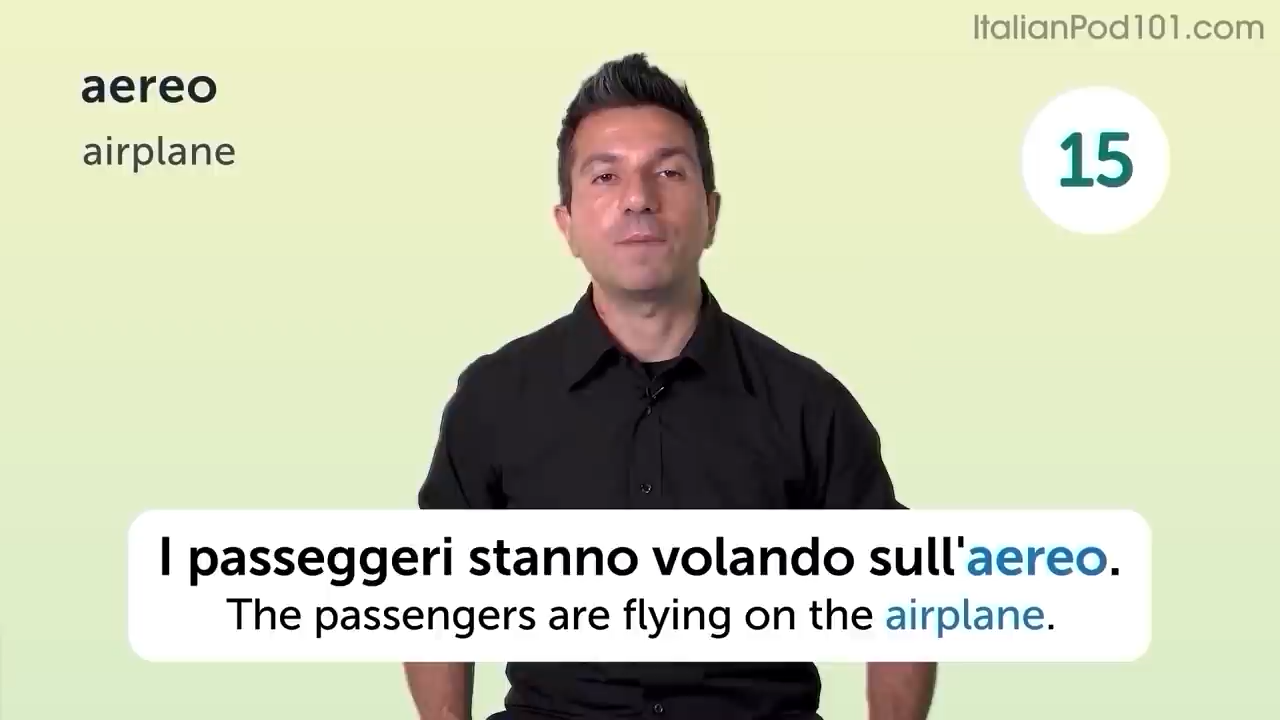 ItalianPod101.com
aereo
airplane
15
I passeggeri stanno volando sull'aereo.
The passengers are flying on the airplane.